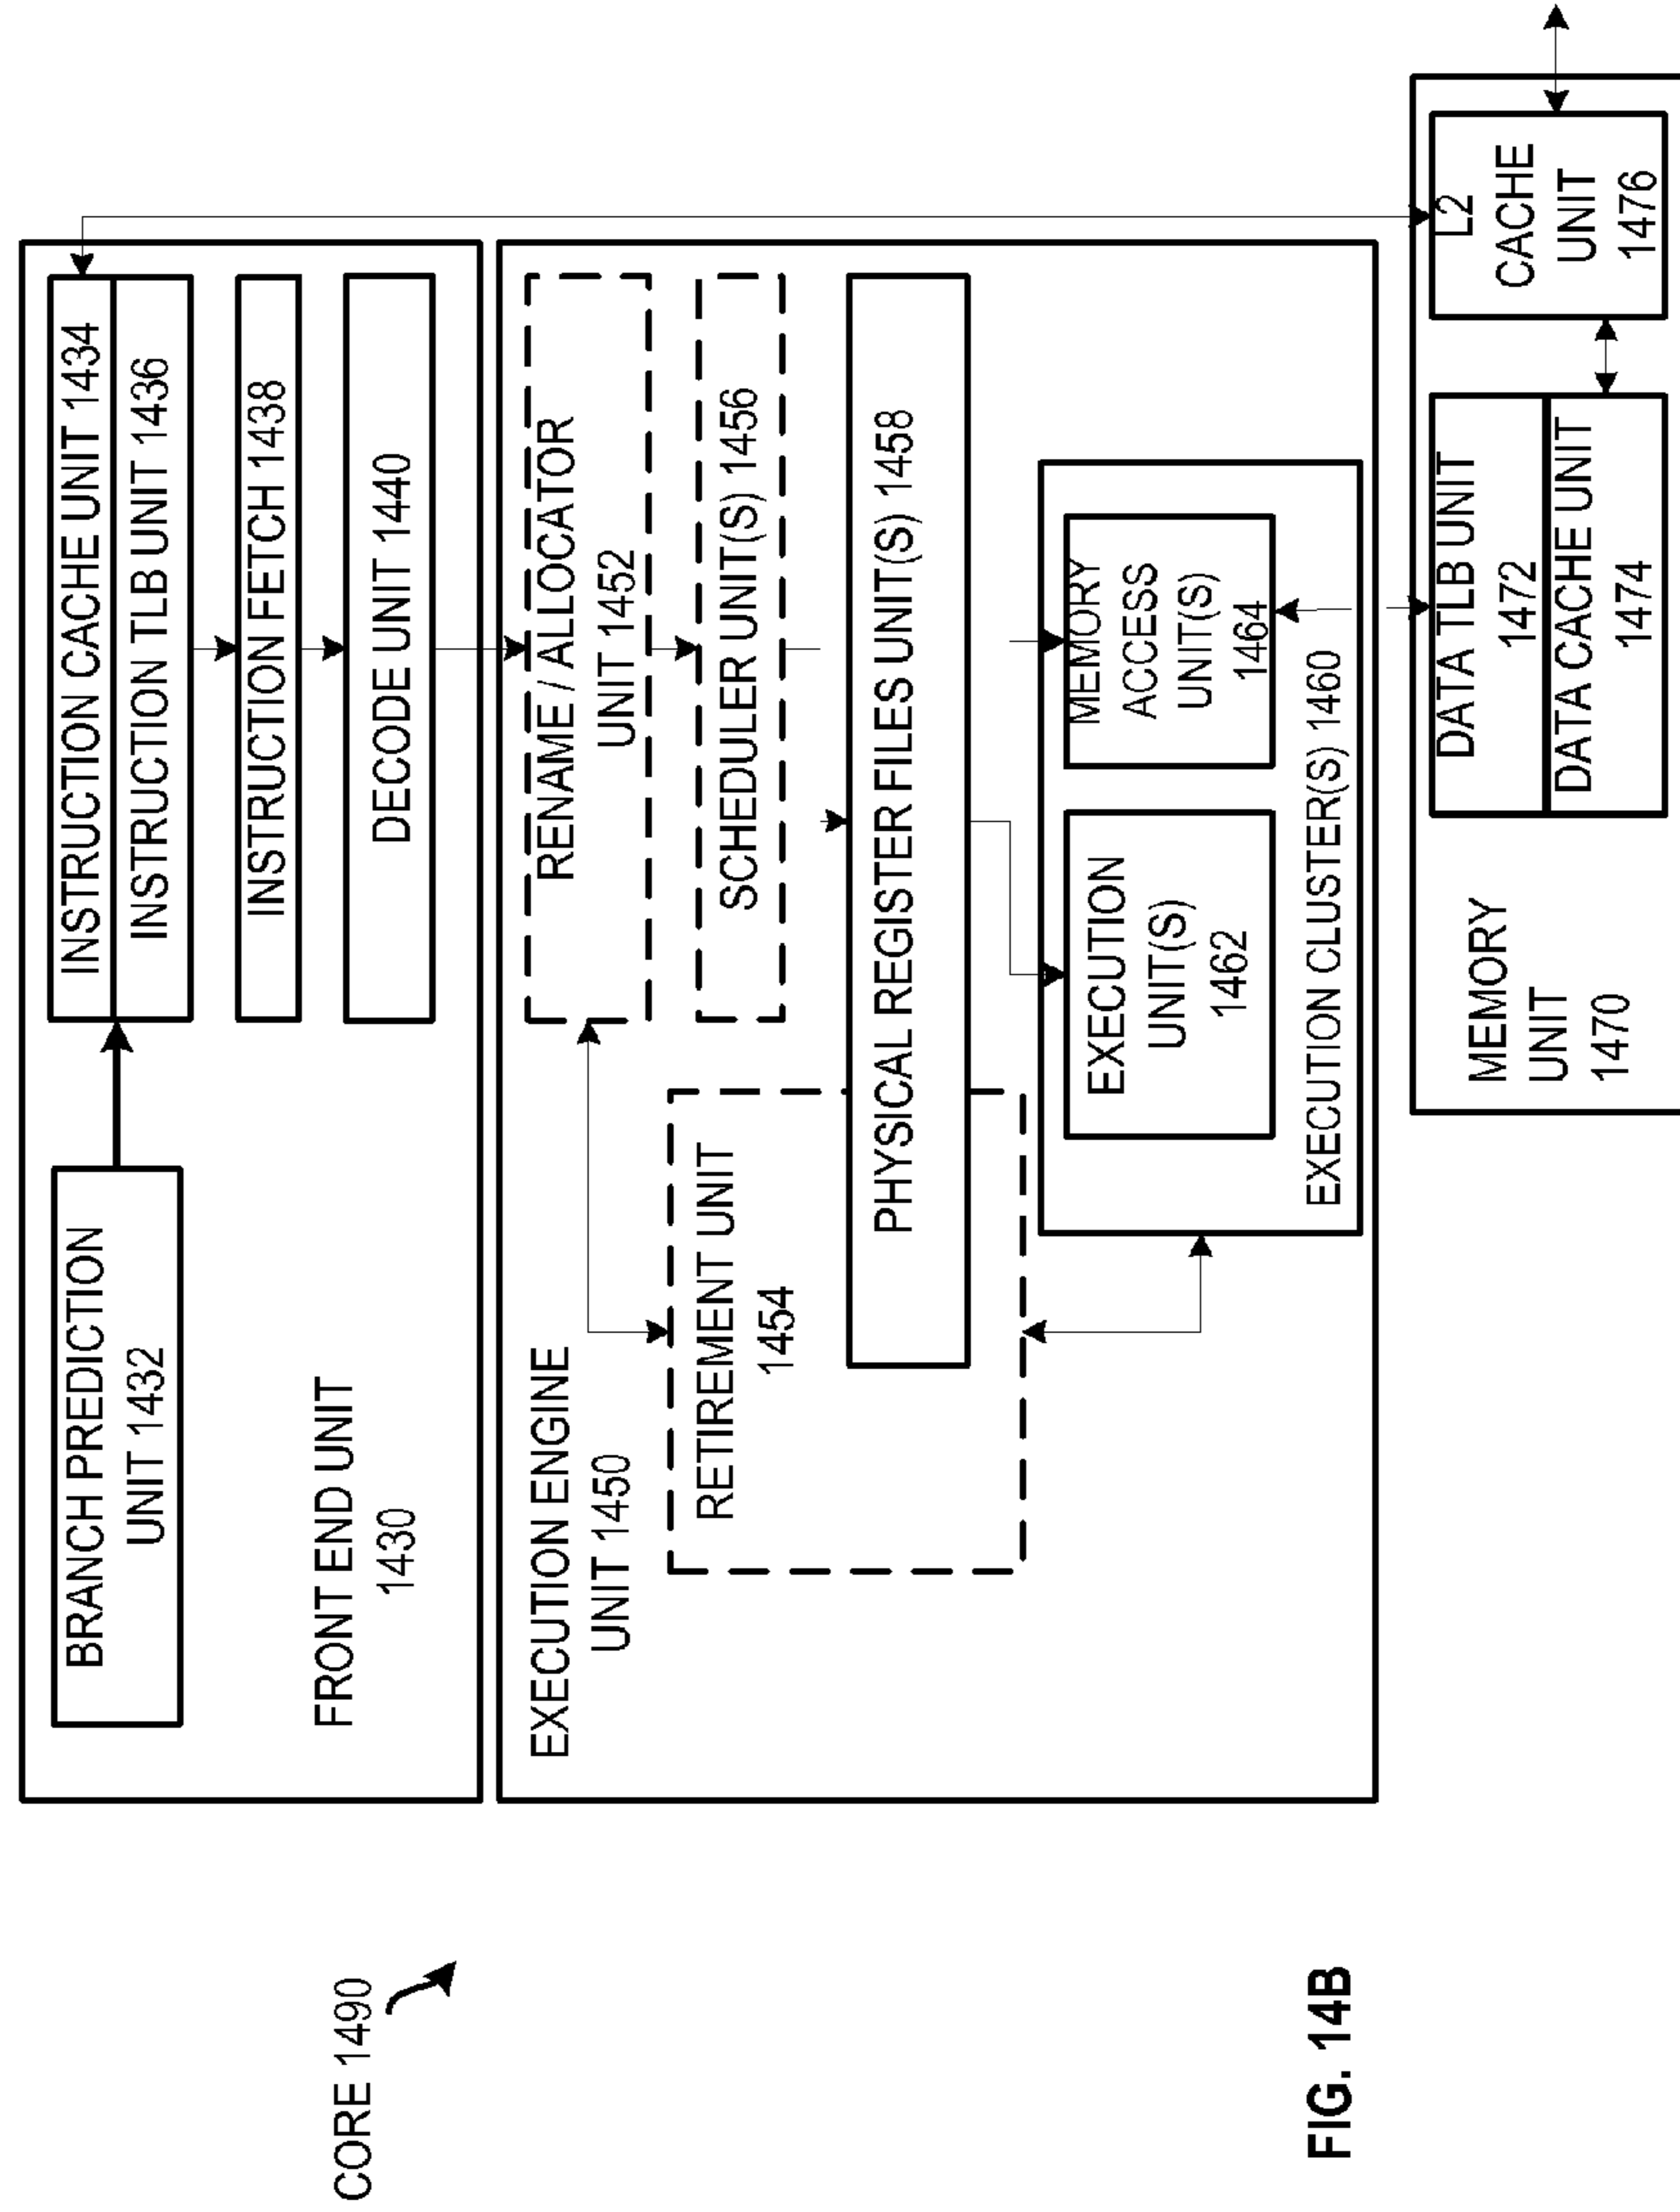 CORE 1490
BRANCH PREDICTION
UNIT 1432
INSTRUCTION CACHE UNIT 1434
INSTRUCTION TLB UNIT 1436
INSTRUCTION FETCH 1438
FRONT END UNIT
1430
DECODE UNIT 1440
EXECUTION ENGINE
UNIT 1450
RENAME / ALLOCATOR
UNIT 1452
RETIREMENT UNIT
1454
SCHEDULER UNIT(S) 1456
PHYSICAL REGISTER FILES UNIT(S) 1458
EXECUTION
UNIT(S)
1462
MEMORY
ACCESS
UNIT(S)
1464
EXECUTION CLUSTER(S) 1460
FIG. 14B
MEMORY
UNIT
1470
DATA TLB UNIT
1472
DATA CACHE UNIT
1474
L2
CACHE
UNIT
1476